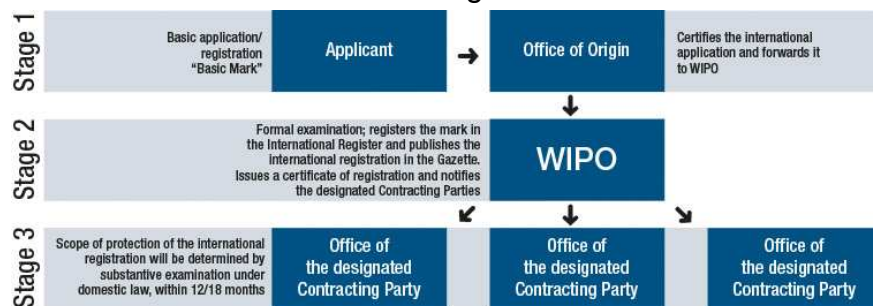 Stage 1
Basic application/
registration
"Basic Mark"
Applicant
Office of Origin
Certifies the international
application and forwards it
to WIPO
Stage 2
Formal examination; registers the mark in
the International Register and publishes the
international registration in the Gazette.
Issues a certificate of registration and notifies
the designated Contracting Parties
WIPO
Stage 3
Scope of protection of the international
registration will be determined by
substantive examination under
domestic law, within 12/18 months
Office of
the designated
Contracting Party
Office of
the designated
Contracting Party
Office of
the designated
Contracting Party